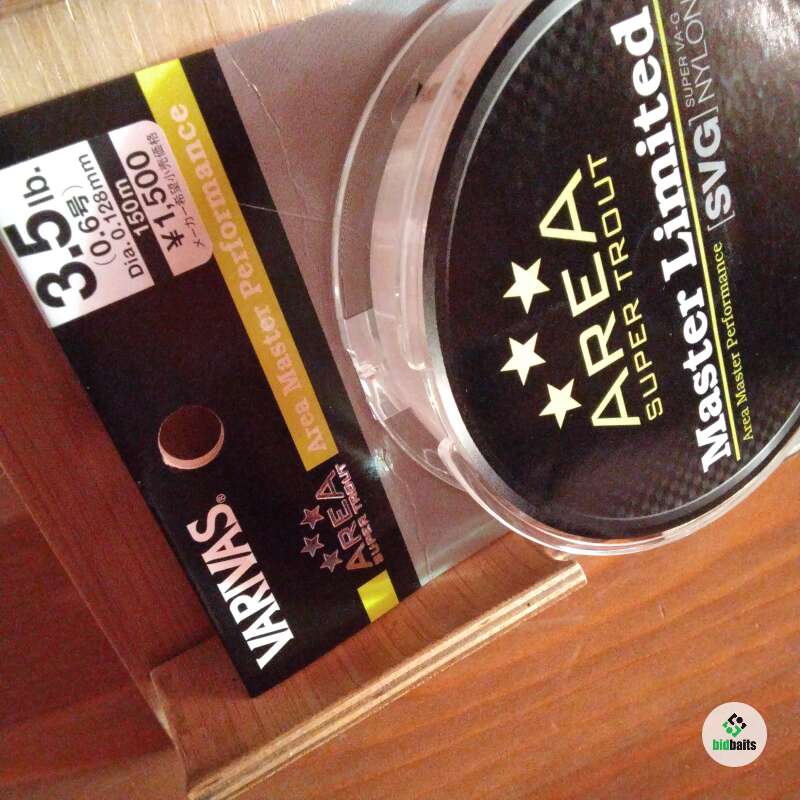 3.5lb.
(0.6号)
Dia. 0.128mm
150m
¥1,500
メーカー希望小売価格
Area Master Performance
VARIVAS®
AREA
SUPER TROUT
AREA
SUPER TROUT
Master Limited
Area Master Performance
[SVG]
SUPER VA-G
NYLON
bidbaits